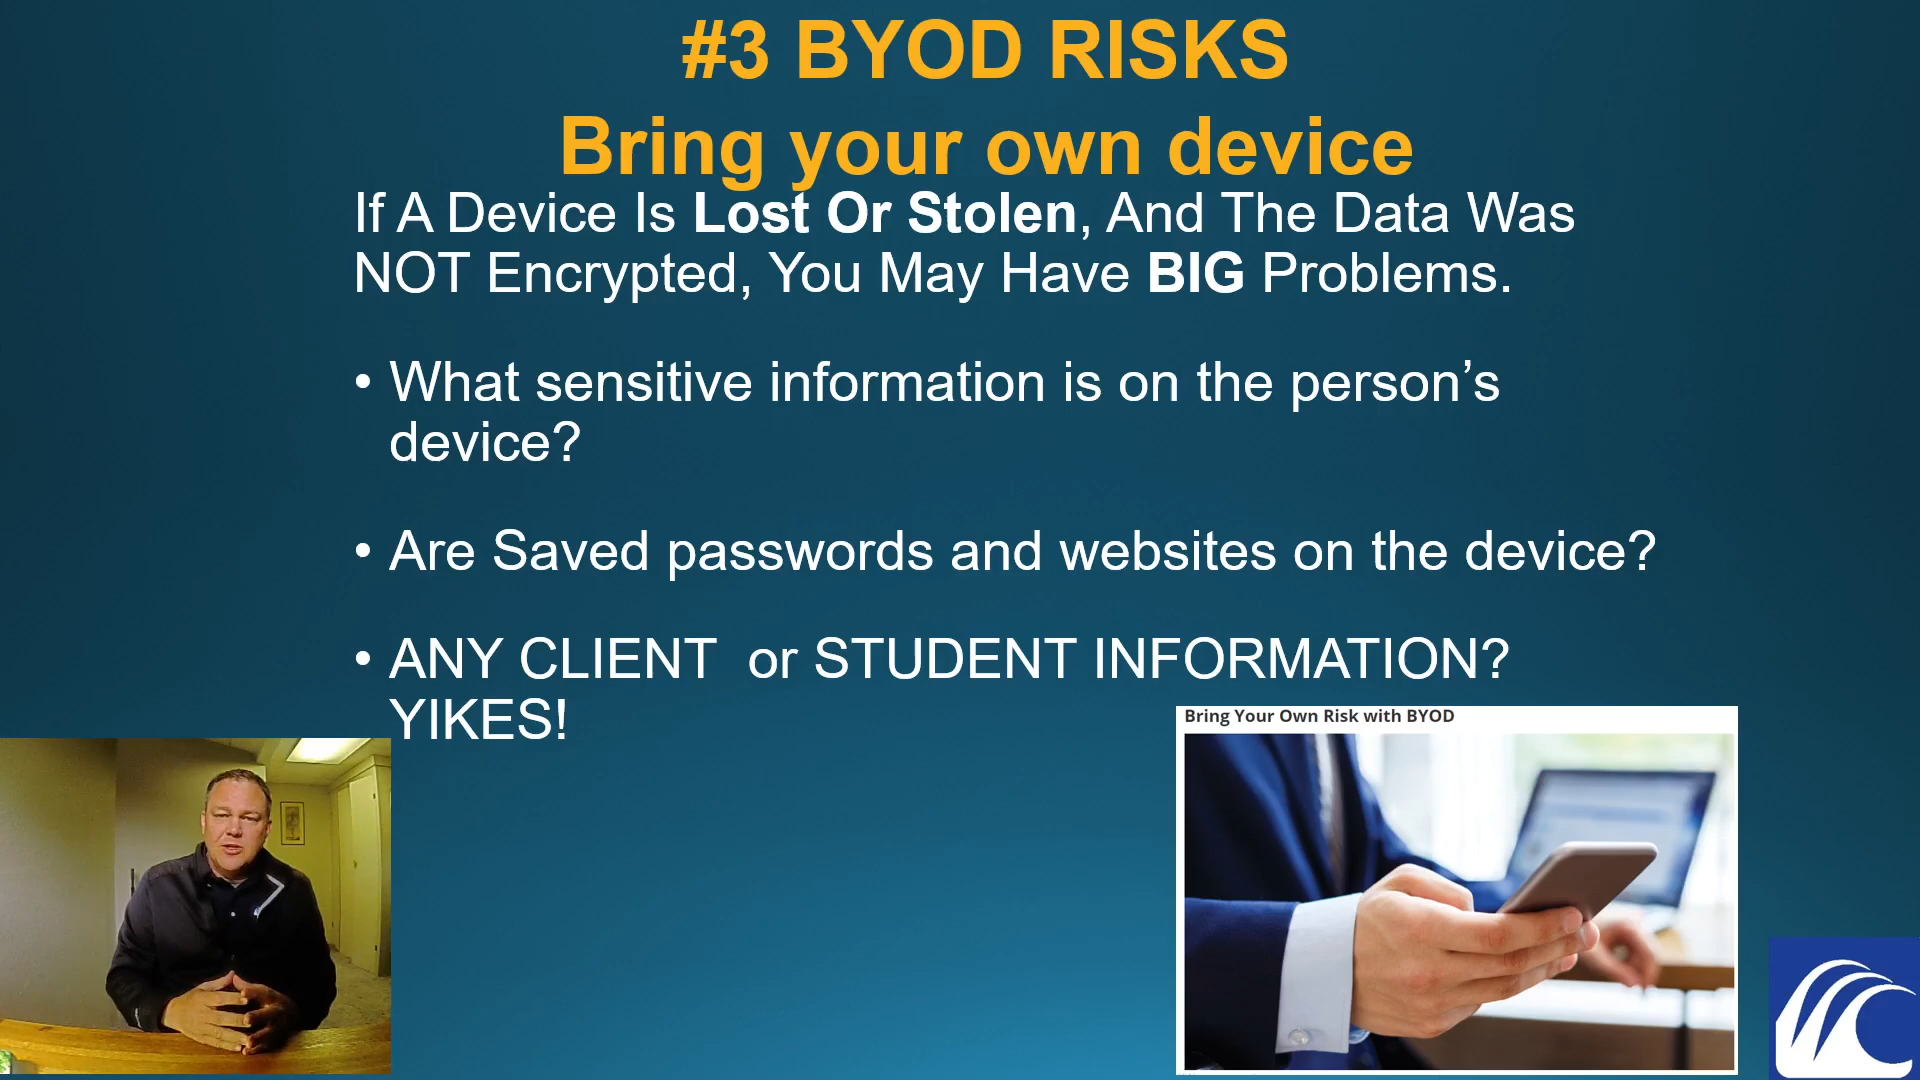 #3 BYOD RISKS
Bring your own device
If A Device Is Lost Or Stolen, And The Data Was
NOT Encrypted, You May Have BIG Problems.
• What sensitive information is on the person’s
device?
• Are Saved passwords and websites on the device?
• ANY CLIENT  or STUDENT INFORMATION?
YIKES!
Bring Your Own Risk with BYOD